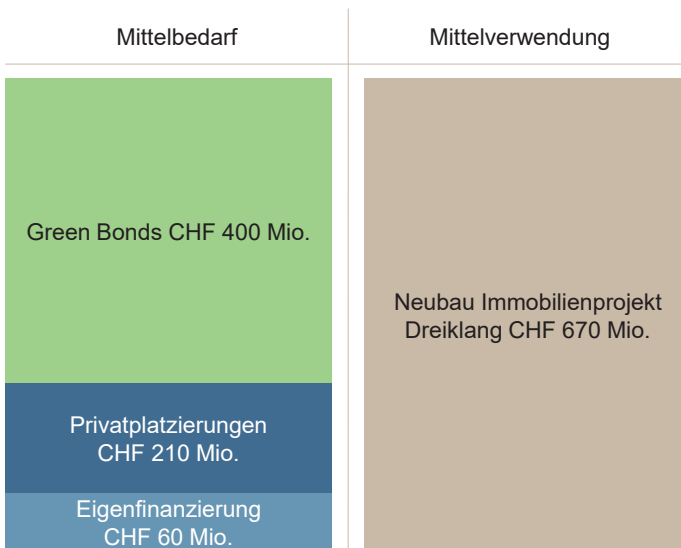 Mittelbedarf
Mittelverwendung
Green Bonds CHF 400 Mio.
Privatplatzierungen
CHF 210 Mio.
Eigenfinanzierung
CHF 60 Mio.
Neubau Immobilienprojekt
Dreiklang CHF 670 Mio.